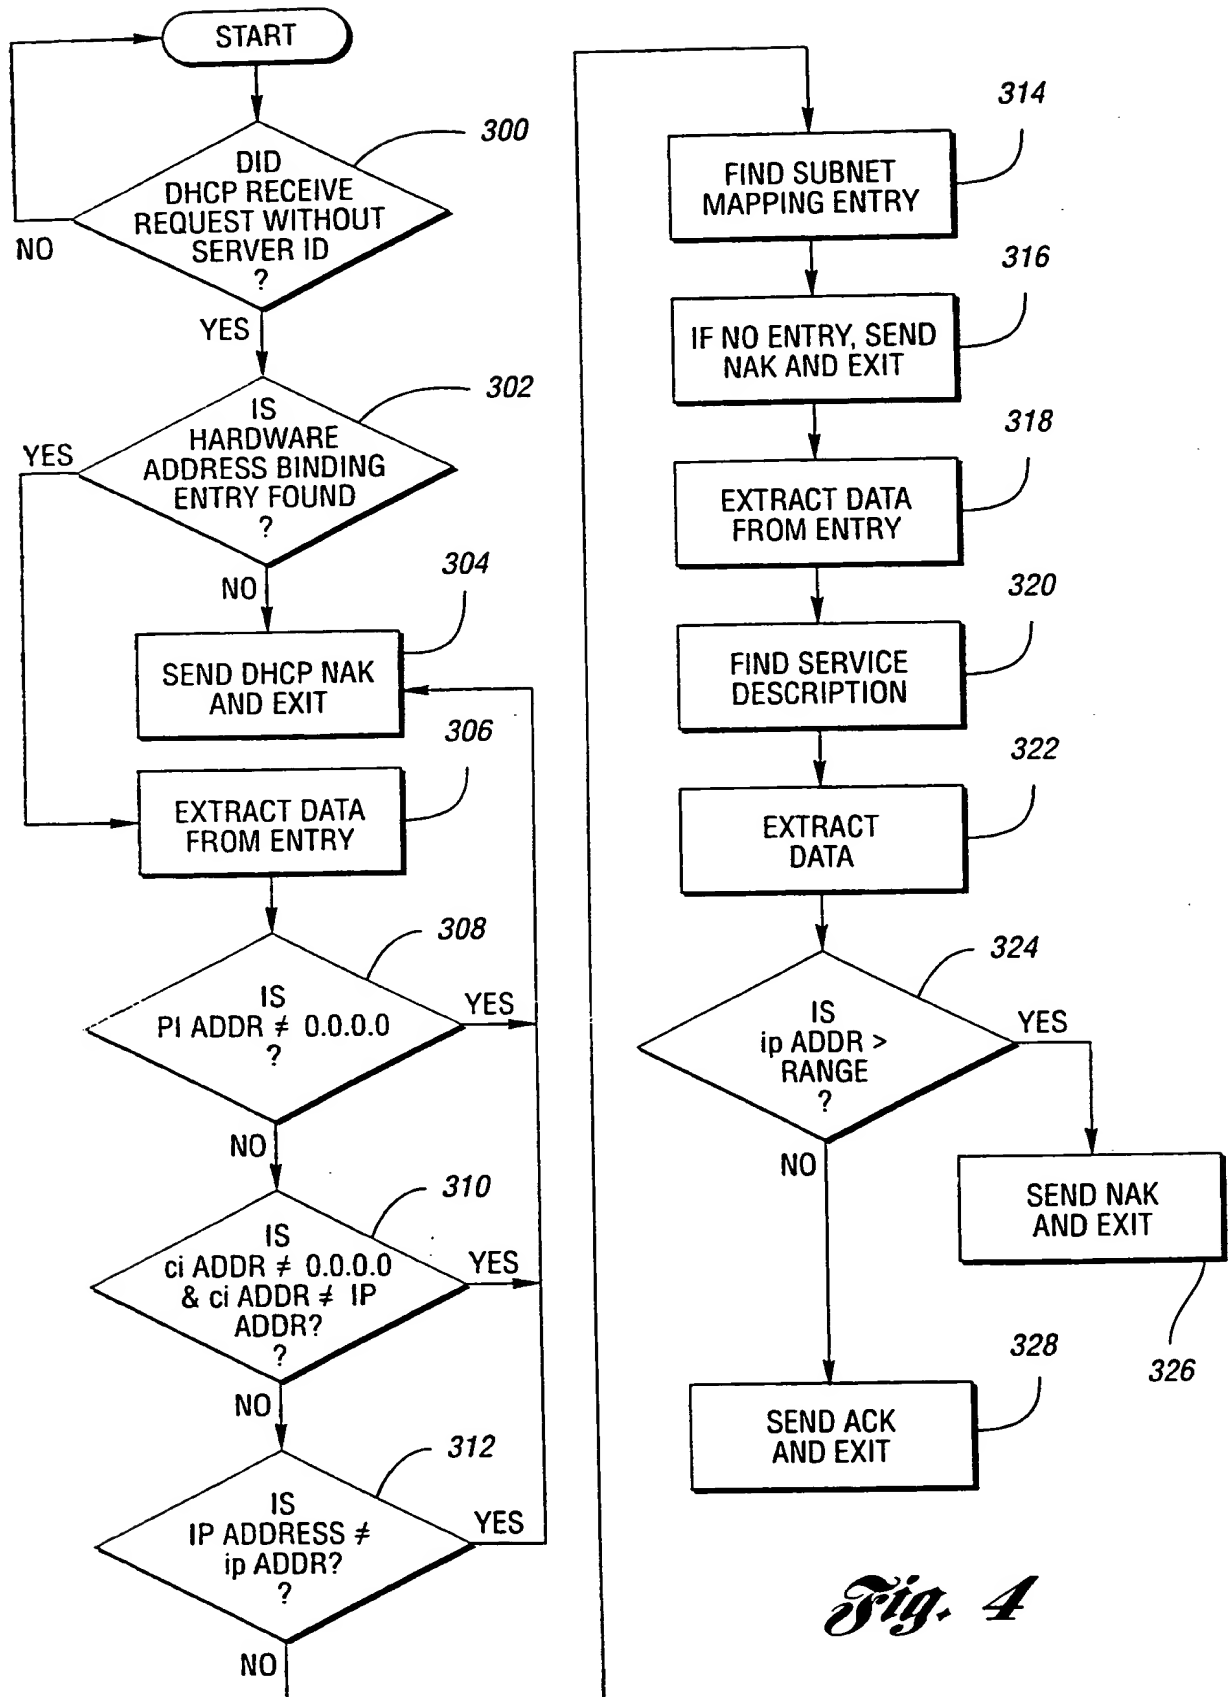 START
300
DID
DHCP RECEIVE
REQUEST WITHOUT
SERVER ID
?
NO
YES
302
IS
HARDWARE
ADDRESS BINDING
ENTRY FOUND
?
YES
NO
304
SEND DHCP NAK
AND EXIT
306
EXTRACT DATA
FROM ENTRY
308
IS
PI ADDR ≠ 0.0.0.0
?
YES
NO
310
IS
ci ADDR ≠ 0.0.0.0
& ci ADDR ≠ IP
ADDR?
?
YES
NO
312
IS
IP ADDRESS ≠
ip ADDR?
?
YES
NO
314
FIND SUBNET
MAPPING ENTRY
316
IF NO ENTRY, SEND
NAK AND EXIT
318
EXTRACT DATA
FROM ENTRY
320
FIND SERVICE
DESCRIPTION
322
EXTRACT
DATA
324
IS
ip ADDR >
RANGE
?
YES
NO
SEND NAK
AND EXIT
326
328
SEND ACK
AND EXIT
Fig. 4